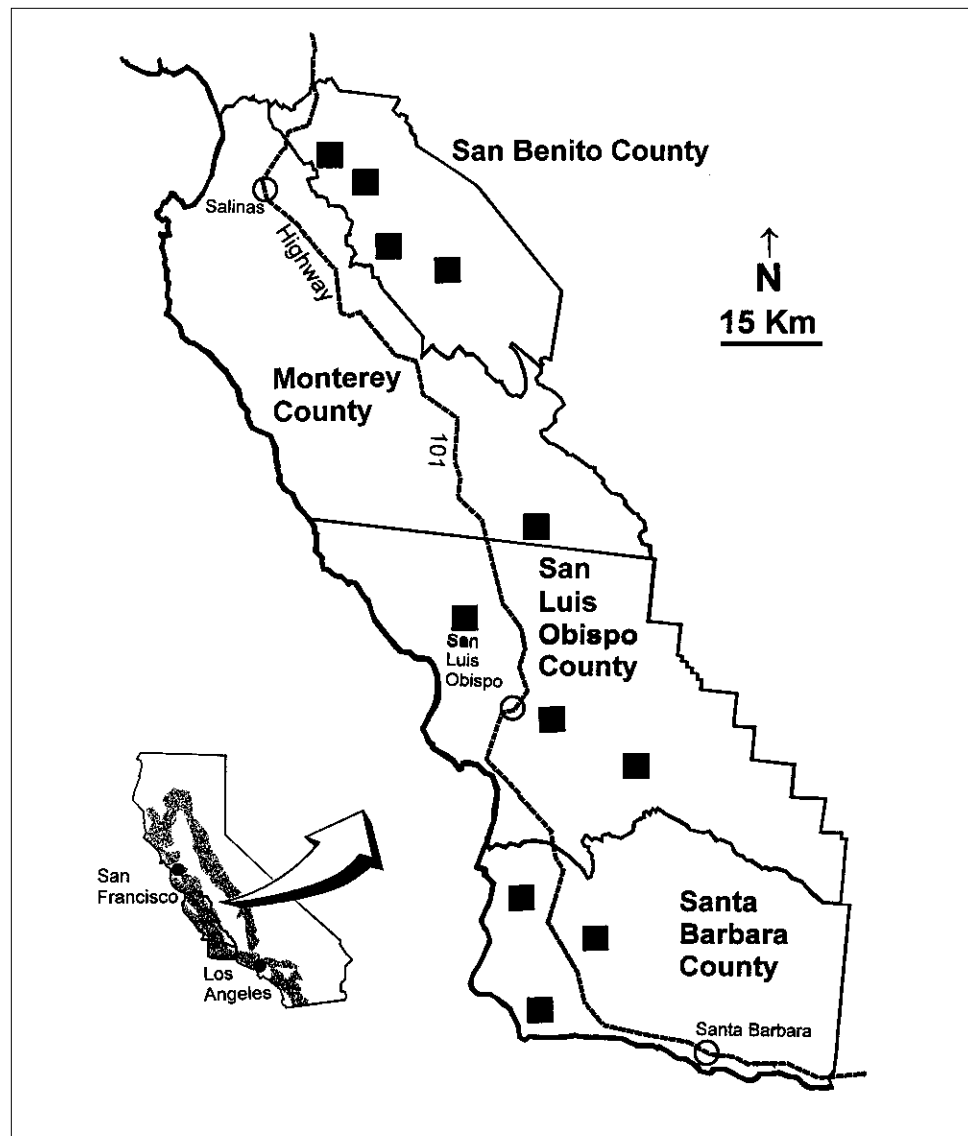 San Benito County
Salinas
Highway
N
15 Km
Monterey
County
101
San
Luis
Obispo
County
San
Luis
Obispo
San
Francisco
Los
Angeles
Santa
Barbara
County
Santa Barbara